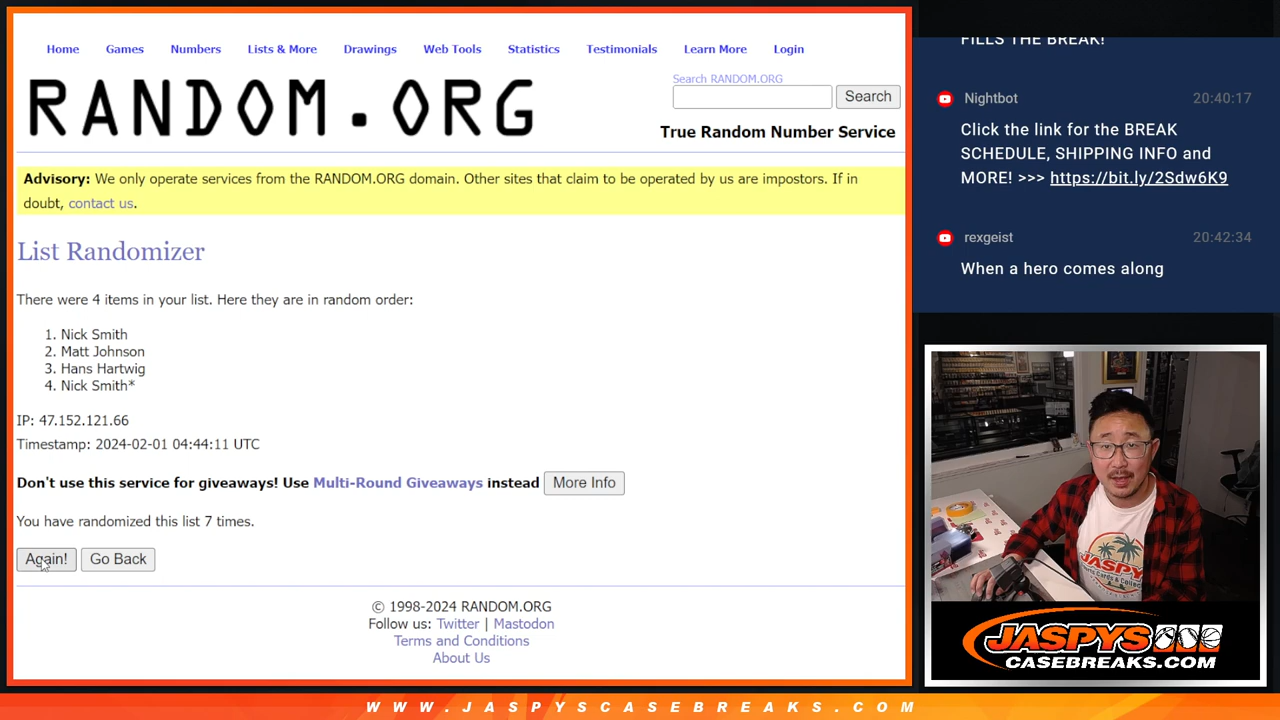 Home Games Numbers Lists & More Drawings Web Tools Statistics Testimonials Learn More Login
RANDOM.ORG
Search RANDOM.ORG
Search
True Random Number Service
Advisory: We only operate services from the RANDOM.ORG domain. Other sites that claim to be operated by us are impostors. If in
doubt, contact us.
List Randomizer
There were 4 items in your list. Here they are in random order:
1. Nick Smith
2. Matt Johnson
3. Hans Hartwig
4. Nick Smith*
IP: 47.152.121.66
Timestamp: 2024-02-01 04:44:11 UTC
Don't use this service for giveaways! Use Multi-Round Giveaways instead More Info
You have randomized this list 7 times.
Again! Go Back
© 1998-2024 RANDOM.ORG
Follow us: Twitter | Mastodon
Terms and Conditions
About Us
FILLS THE BREAK!
Nightbot 20:40:17
Click the link for the BREAK
SCHEDULE, SHIPPING INFO and
MORE! >>> https://bit.ly/2Sdw6K9
rexgeist 20:42:34
When a hero comes along
JASPYS
JASPYS
CASEBREAKS.COM
WWW.JASPYSCASEBREAKS.COM